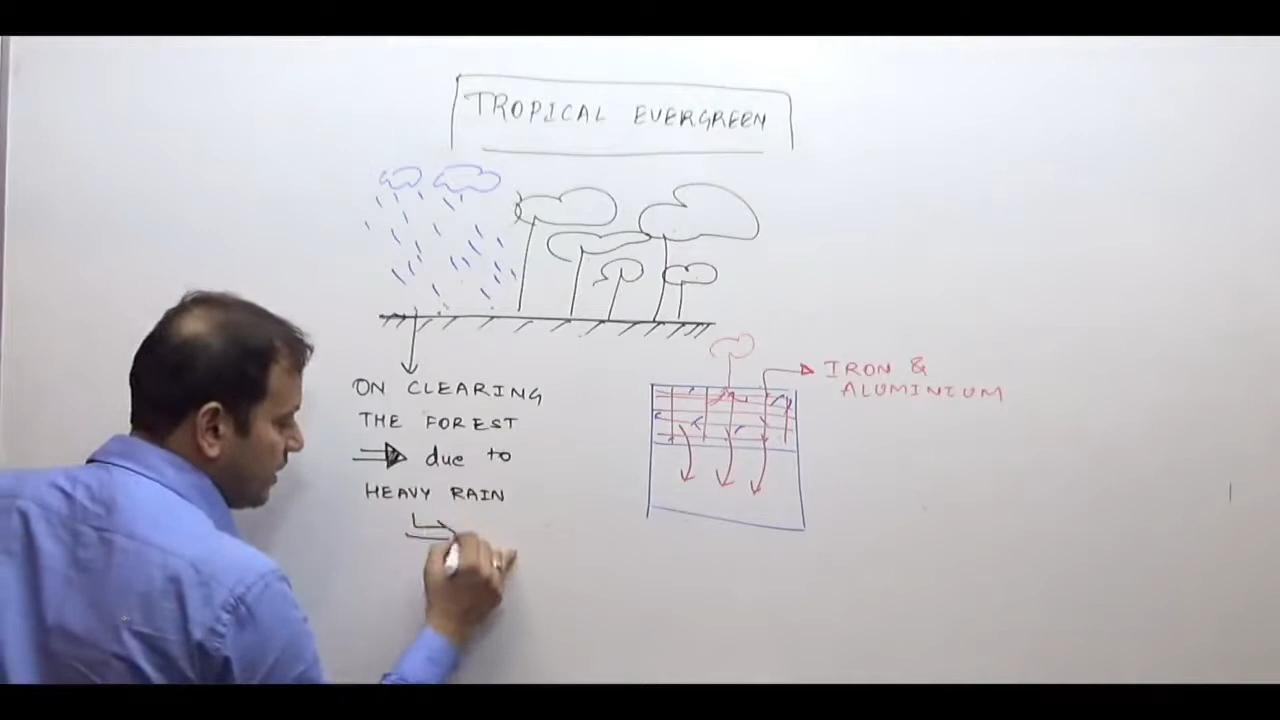 TROPICAL EVERGREEN
ON CLEARING
THE FOREST
due to
HEAVY RAIN
IRON &
ALUMINIUM